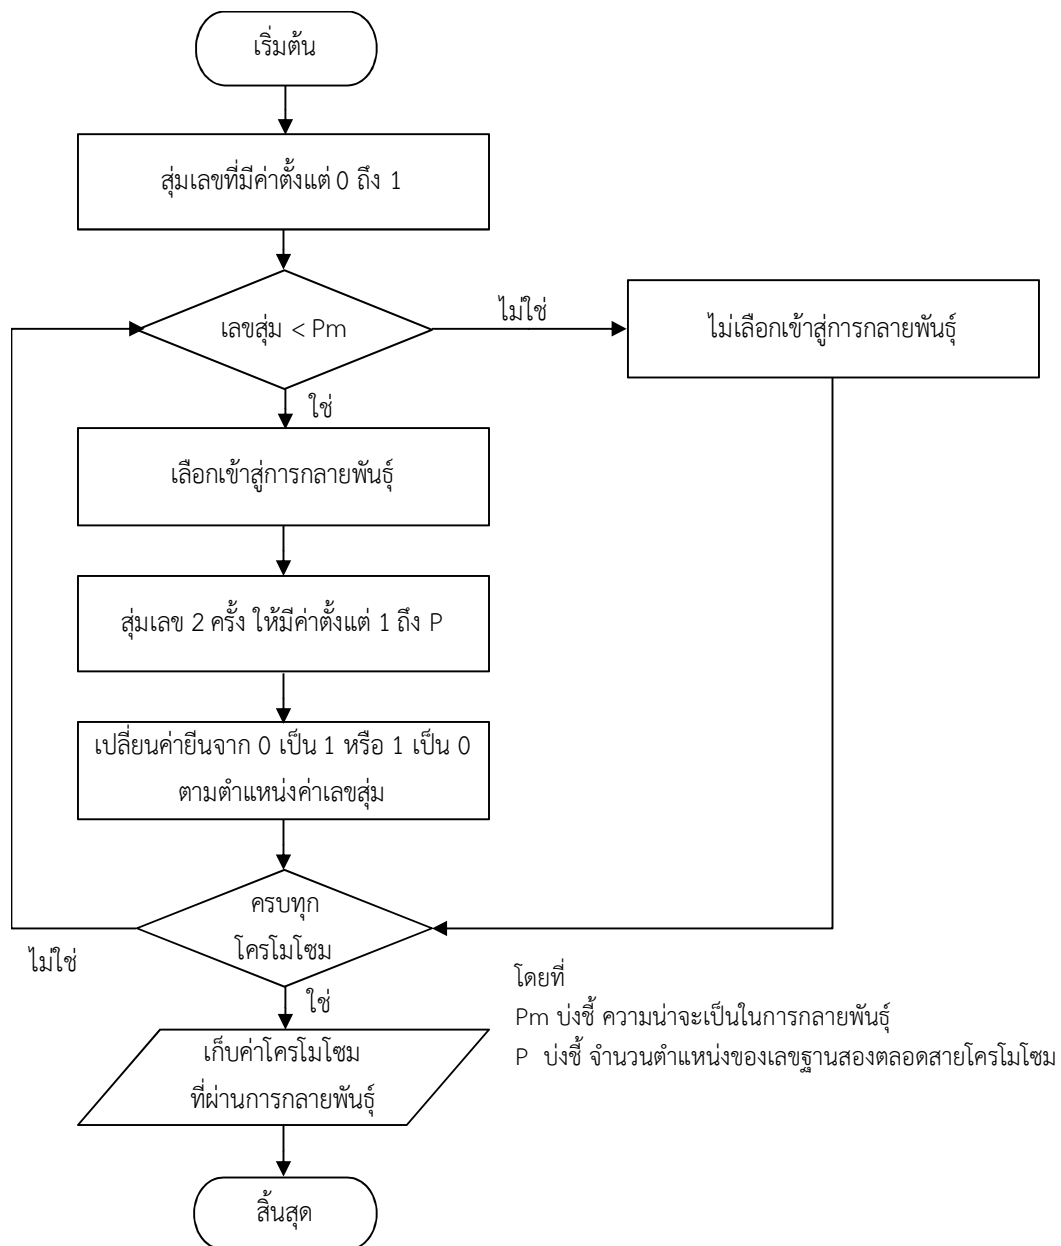 เริ่มต้น
สุ่มเลขที่มีค่าตั้งแต่ 0 ถึง 1
เลขสุ่ม < Pm
ไม่ใช่
ไม่เลือกเข้าสู่การกลายพันธุ์
ใช่
เลือกเข้าสู่การกลายพันธุ์
สุ่มเลข 2 ครั้ง ให้มีค่าตั้งแต่ 1 ถึง P
เปลี่ยนค่ายีนจาก 0 เป็น 1 หรือ 1 เป็น 0
ตามตำแหน่งค่าเลขสุ่ม
ครบทุก
โครโมโซม
ไม่ใช่
ใช่
โดยที่
Pm บ่งชี้ ความน่าจะเป็นในการกลายพันธุ์
P บ่งชี้ จำนวนตำแหน่งของเลขฐานสองตลอดสายโครโมโซม
เก็บค่าโครโมโซม
ที่ผ่านการกลายพันธุ์
สิ้นสุด